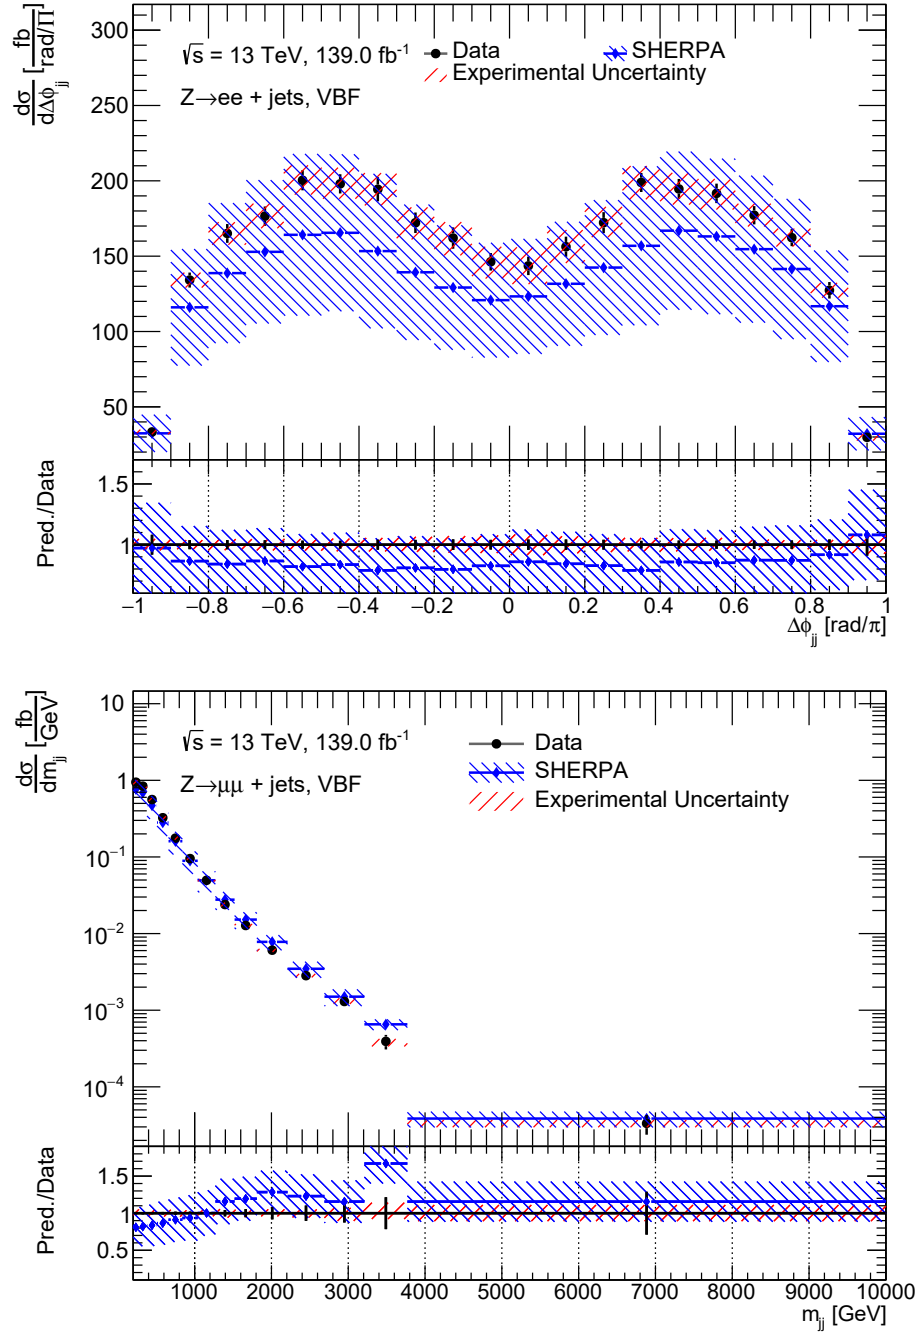 dσ/dΔϕjj [fb/rad/Π]
300
250
200
150
100
50
√s = 13 TeV, 139.0 fb-1
Z→ee + jets, VBF
Data
SHERPA
Experimental Uncertainty
Pred./Data
1.5
1
−1 −0.8 −0.6 −0.4 −0.2 0 0.2 0.4 0.6 0.8 1
Δϕjj [rad/π]
dσ/dmjj [fb/GeV]
10
1
10−1
10−2
10−3
10−4
√s = 13 TeV, 139.0 fb-1
Z→μμ + jets, VBF
Data
SHERPA
Experimental Uncertainty
Pred./Data
1.5
1
0.5
1000 2000 3000 4000 5000 6000 7000 8000 9000 10000
mjj [GeV]